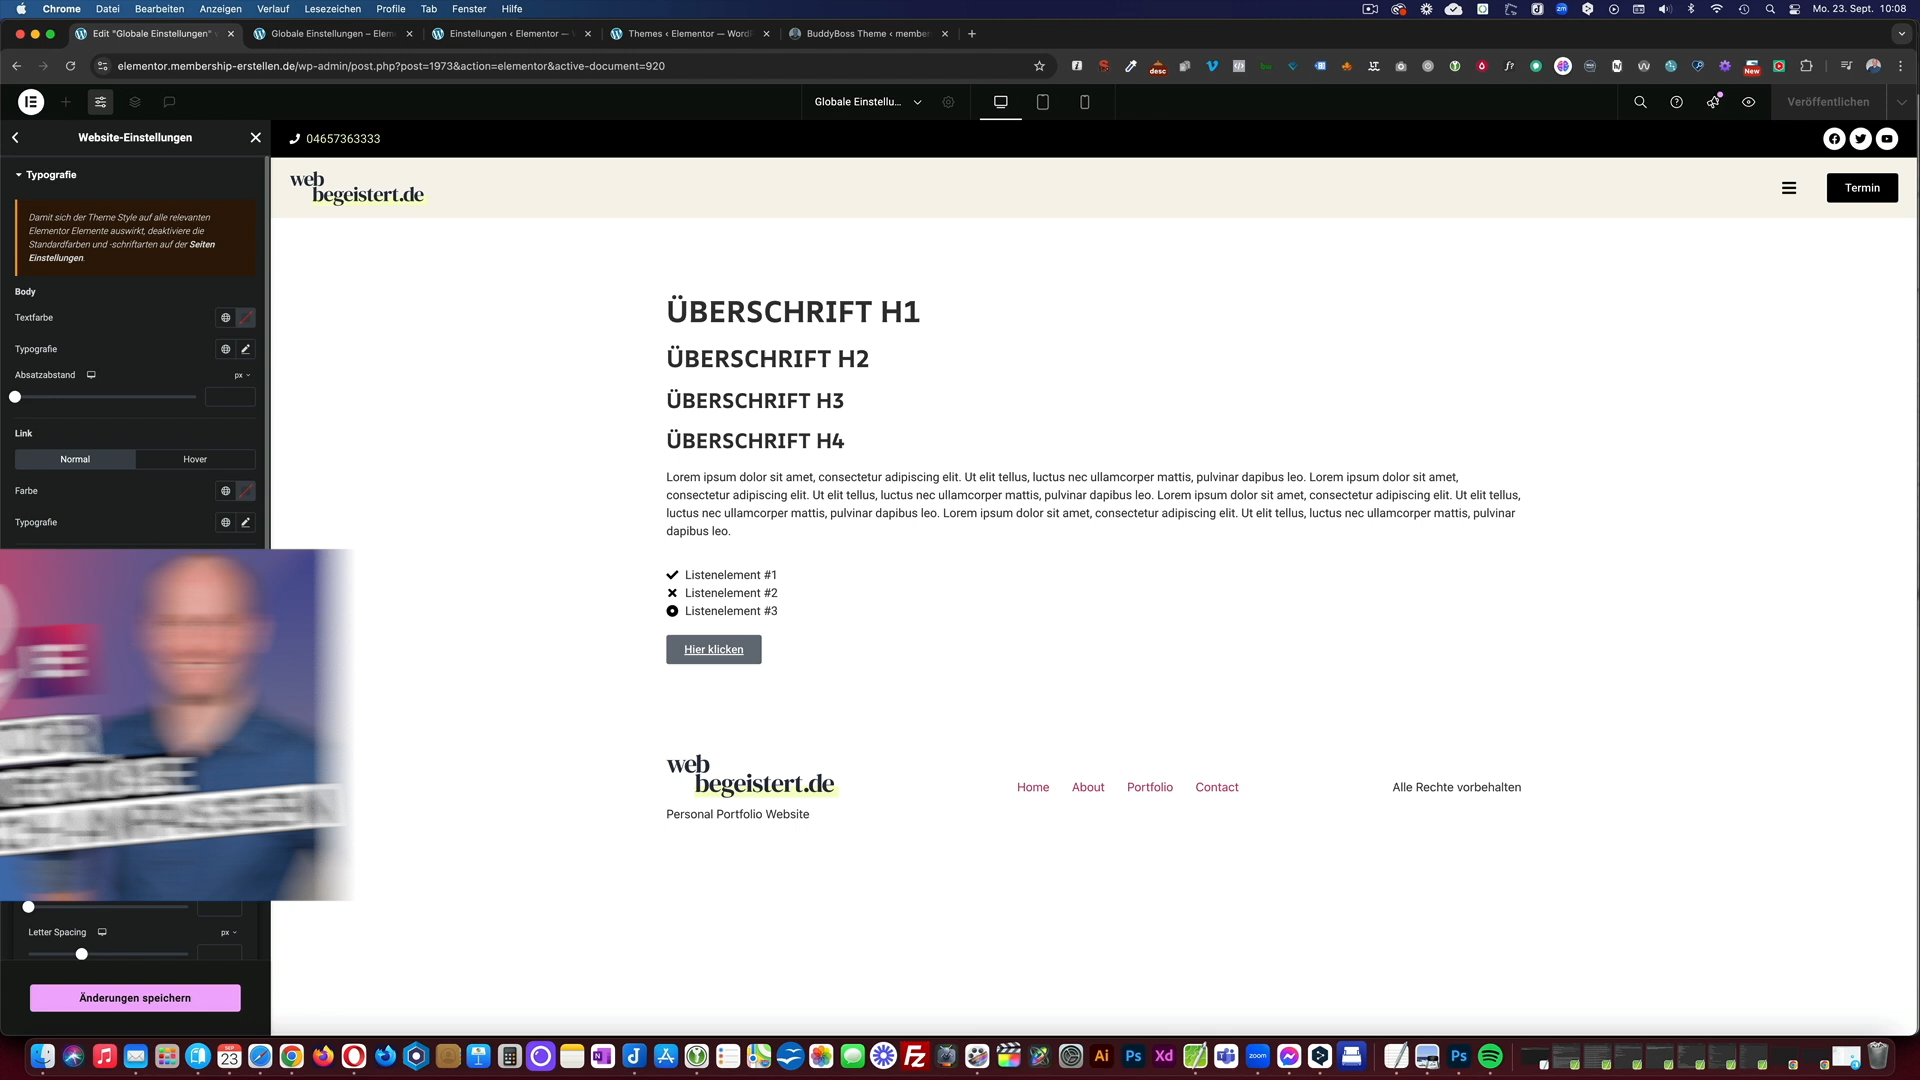 Chrome Datei Bearbeiten Anzeigen Verlauf Lesezeichen Profile Tab Fenster Hilfe Mo. 23. Sept. 10:08
Edit "Globale Einstellungen" Globale Einstellungen – Elem Einstellungen ‹ Elementor — Themes ‹ Elementor — WordP BuddyBoss Theme ‹ member
elementor.membership-erstellen.de/wp-admin/post.php?post=1973&action=elementor&active-document=920
Globale Einstellu... Veröffentlichen
Website-Einstellungen
04657363333
Typografie
web
begeistert.de
Termin
Damit sich der Theme Style auf alle relevanten
Elementor Elemente auswirkt, deaktiviere die
Standardfarben und -schriftarten auf der Seiten
Einstellungen.
Body
Textfarbe
Typografie
Absatzabstand px
Link
Normal Hover
Farbe
Typografie
ÜBERSCHRIFT H1
ÜBERSCHRIFT H2
ÜBERSCHRIFT H3
ÜBERSCHRIFT H4
Lorem ipsum dolor sit amet, consectetur adipiscing elit. Ut elit tellus, luctus nec ullamcorper mattis, pulvinar dapibus leo. Lorem ipsum dolor sit amet,
consectetur adipiscing elit. Ut elit tellus, luctus nec ullamcorper mattis, pulvinar dapibus leo. Lorem ipsum dolor sit amet, consectetur adipiscing elit. Ut elit tellus,
luctus nec ullamcorper mattis, pulvinar dapibus leo. Lorem ipsum dolor sit amet, consectetur adipiscing elit. Ut elit tellus, luctus nec ullamcorper mattis, pulvinar
dapibus leo.
Listenelement #1
Listenelement #2
Listenelement #3
Hier klicken
web
begeistert.de
Personal Portfolio Website
Home About Portfolio Contact
Alle Rechte vorbehalten
Letter Spacing px
Änderungen speichern